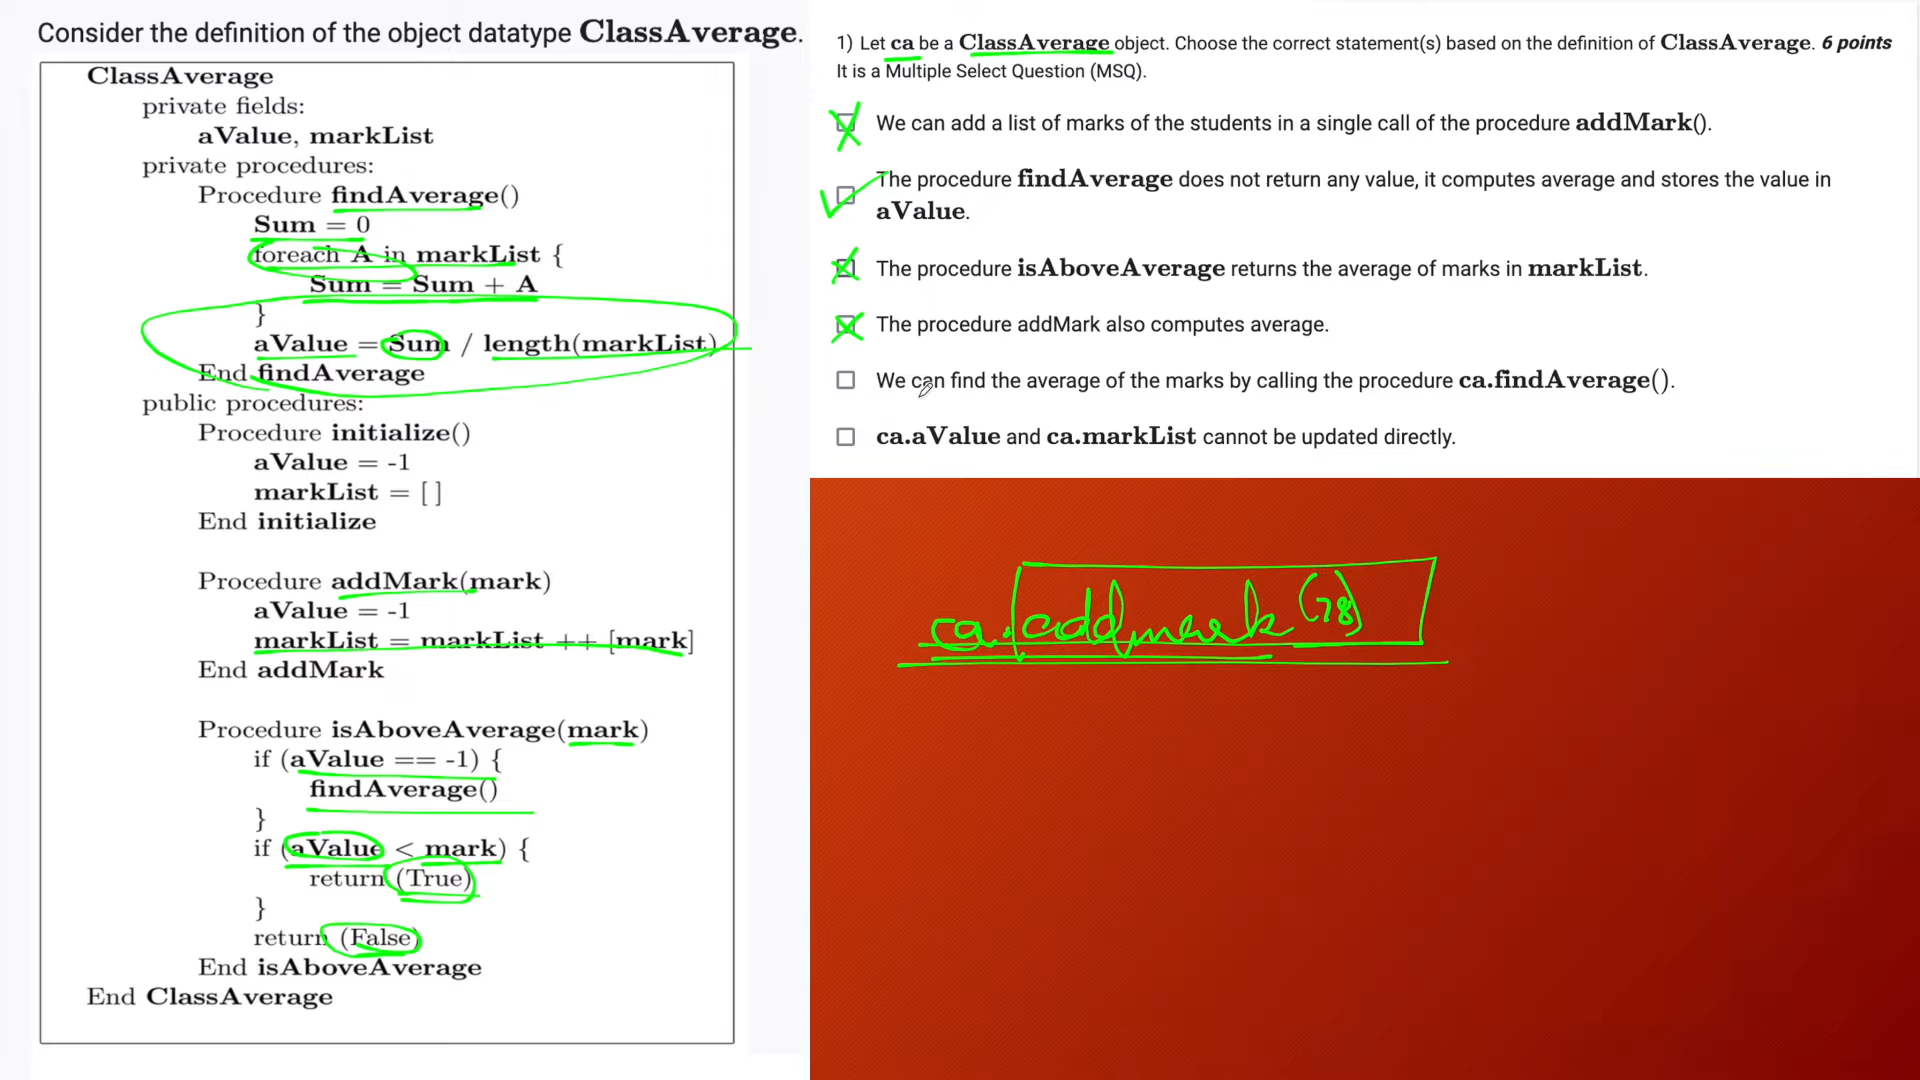 Consider the definition of the object datatype ClassAverage.
ClassAverage
private fields:
aValue, markList
private procedures:
Procedure findAverage()
Sum = 0
foreach A in markList {
Sum = Sum + A
}
aValue = Sum / length(markList)
End findAverage
public procedures:
Procedure initialize()
aValue = -1
markList = [ ]
End initialize
Procedure addMark(mark)
aValue = -1
markList = markList ++ [mark]
End addMark
Procedure isAboveAverage(mark)
if (aValue == -1) {
findAverage()
}
if (aValue < mark) {
return (True)
}
return (False)
End isAboveAverage
End ClassAverage
1) Let ca be a ClassAverage object. Choose the correct statement(s) based on the definition of ClassAverage. 6 points
It is a Multiple Select Question (MSQ).
We can add a list of marks of the students in a single call of the procedure addMark().
The procedure findAverage does not return any value, it computes average and stores the value in
aValue.
The procedure isAboveAverage returns the average of marks in markList.
The procedure addMark also computes average.
We can find the average of the marks by calling the procedure ca.findAverage().
ca.aValue and ca.markList cannot be updated directly.
ca.addmark(78)